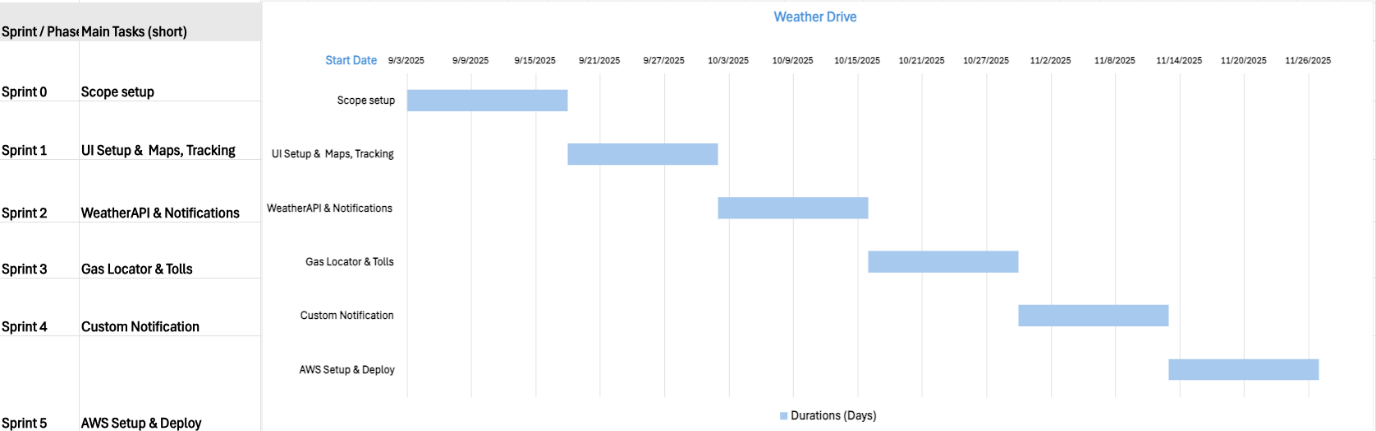 Sprint / Phase Main Tasks (short)
Sprint 0 Scope setup
Sprint 1 UI Setup & Maps, Tracking
Sprint 2 WeatherAPI & Notifications
Sprint 3 Gas Locator & Tolls
Sprint 4 Custom Notification
Sprint 5 AWS Setup & Deploy
Weather Drive
Start Date 9/3/2025 9/9/2025 9/15/2025 9/21/2025 9/27/2025 10/3/2025 10/9/2025 10/15/2025 10/21/2025 10/27/2025 11/2/2025 11/8/2025 11/14/2025 11/20/2025 11/26/2025
Scope setup
UI Setup & Maps, Tracking
WeatherAPI & Notifications
Gas Locator & Tolls
Custom Notification
AWS Setup & Deploy
Durations (Days)